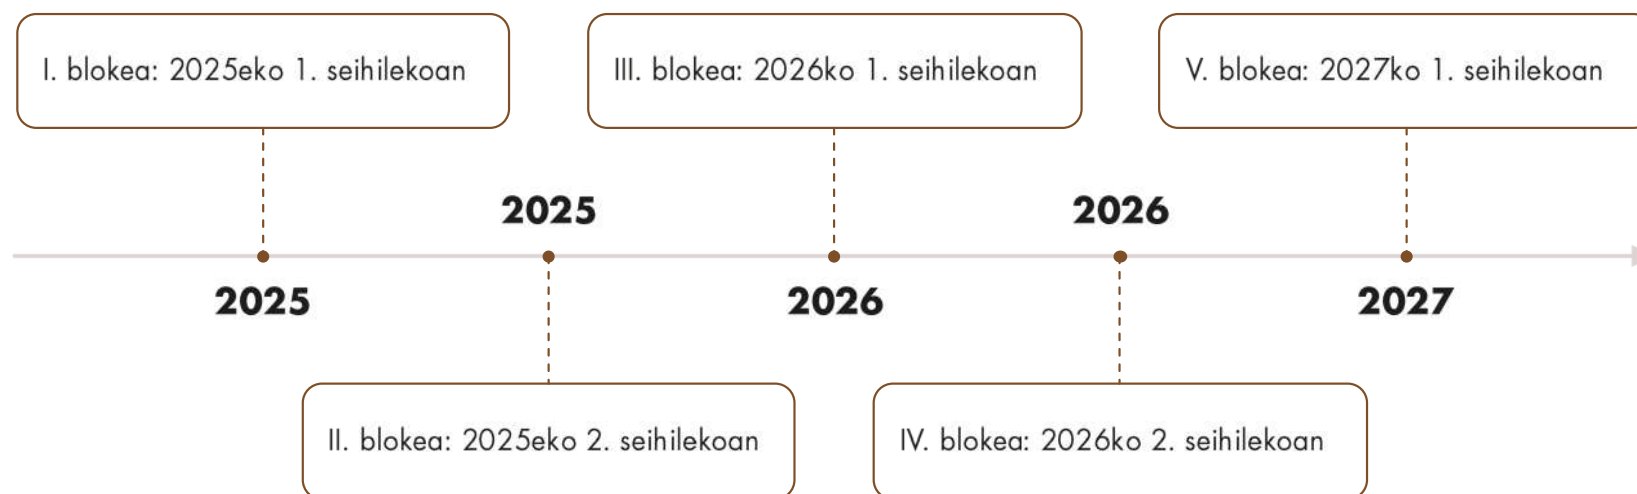 I. blokea: 2025eko 1. seihilekoan
III. blokea: 2026ko 1. seihilekoan
V. blokea: 2027ko 1. seihilekoan
2025
2026
2025
2026
2027
II. blokea: 2025eko 2. seihilekoan
IV. blokea: 2026ko 2. seihilekoan